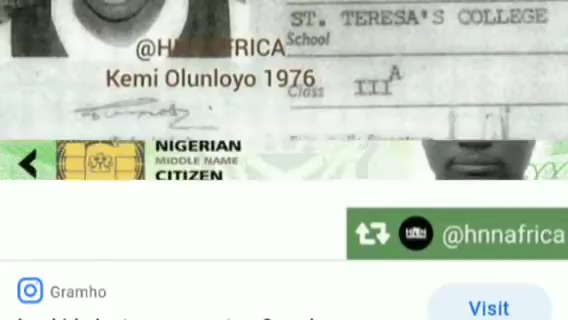 ST. TERESA'S COLLEGE
School
@HNNAFRICA
Kemi Olunloyo 1976
Class
III A
NIGERIAN
MIDDLE NAME
CITIZEN
@hnnafrica
Gramho
Visit